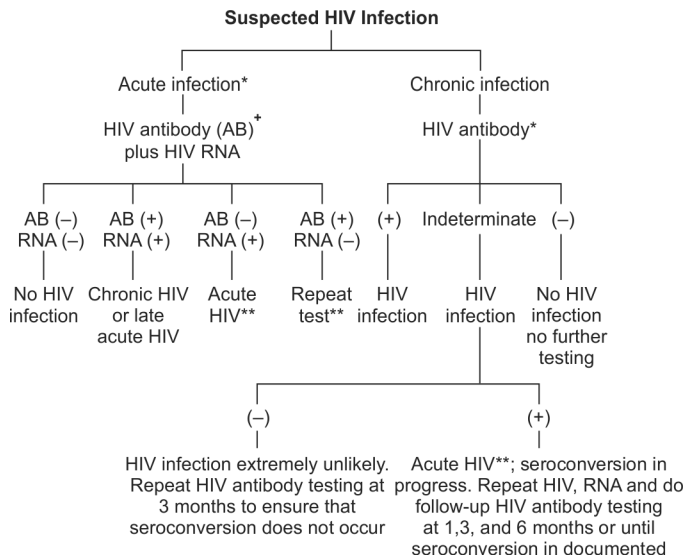 Suspected HIV Infection
Acute infection*
Chronic infection
HIV antibody (AB)+
plus HIV RNA
HIV antibody*
AB (–)
RNA (–)
AB (+)
RNA (+)
AB (–)
RNA (+)
AB (+)
RNA (–)
(+)
Indeterminate
(–)
No HIV
infection
Chronic HIV
or late
acute HIV
Acute
HIV**
Repeat
test**
HIV
infection
HIV
infection
No HIV
infection
no further
testing
(–)
(+)
HIV infection extremely unlikely.
Repeat HIV antibody testing at
3 months to ensure that
seroconversion does not occur
Acute HIV**; seroconversion in
progress. Repeat HIV, RNA and do
follow-up HIV antibody testing
at 1,3, and 6 months or until
seroconversion in documented